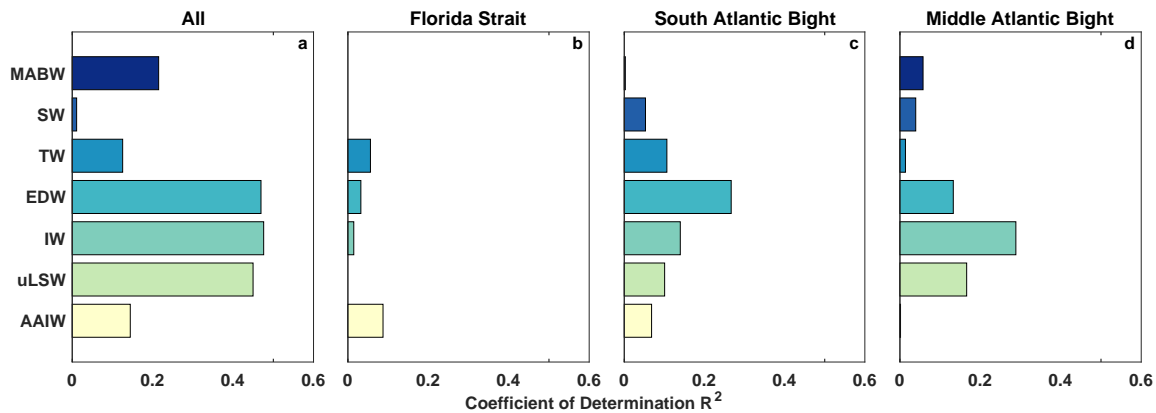 All Florida Strait South Atlantic Bight Middle Atlantic Bight
a b c d
MABW
SW
TW
EDW
IW
uLSW
AAIW
0 0.2 0.4 0.6 0 0.2 0.4 0.6 0 0.2 0.4 0.6 0 0.2 0.4 0.6
Coefficient of Determination R²